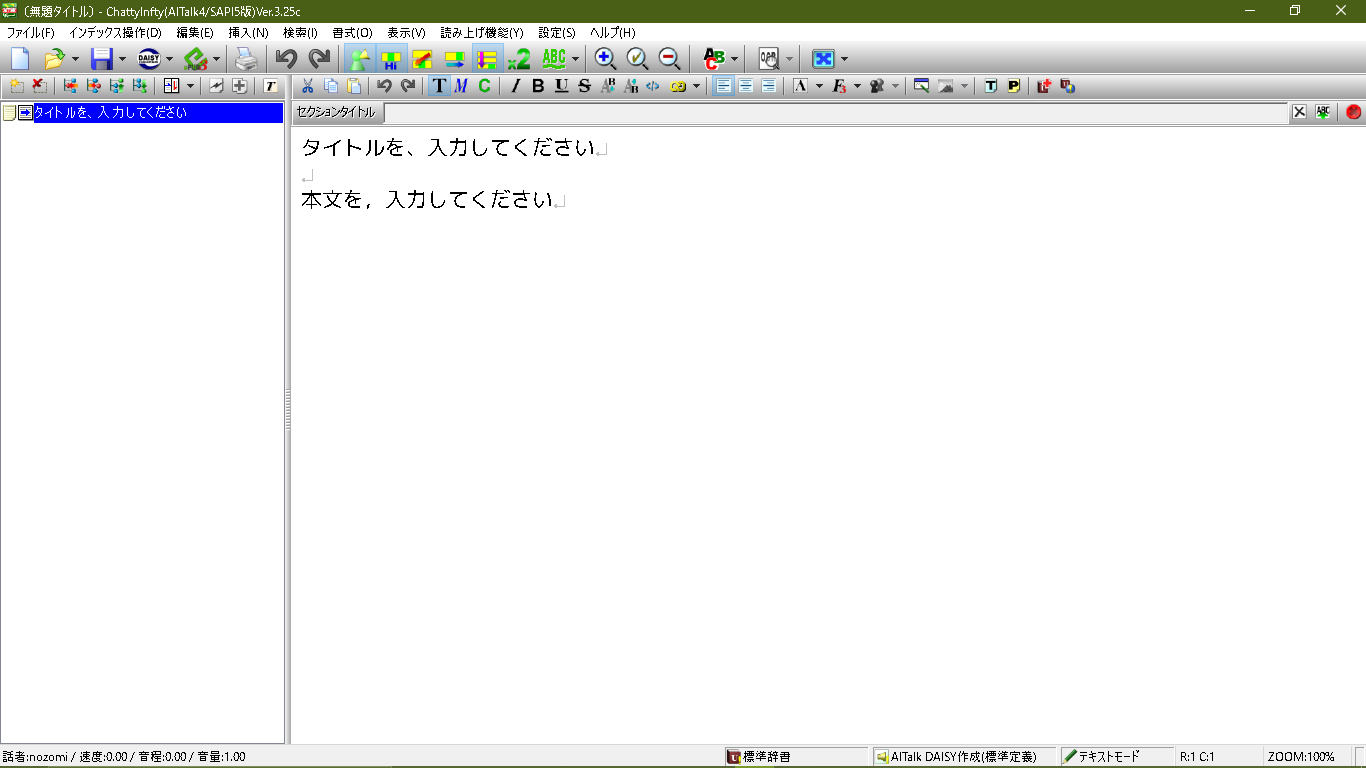 (無題タイトル) - ChattyInfty(AITalk4/SAPI5版)Ver.3.25c
ファイル(F) インデックス操作(D) 編集(E) 挿入(N) 検索(I) 書式(O) 表示(V) 読み上げ機能(Y) 設定(S) ヘルプ(H)
DAISY Hi x2 ABC ABC
T T M C I B U S A F
タイトルを、入力してください
セクションタイトル
ABC
タイトルを、入力してください
本文を，入力してください
話者:nozomi / 速度:0.00 / 音程:0.00 / 音量:1.00
標準辞書
AITalk DAISY作成(標準定義)
テキストモード
R:1 C:1
ZOOM:100%